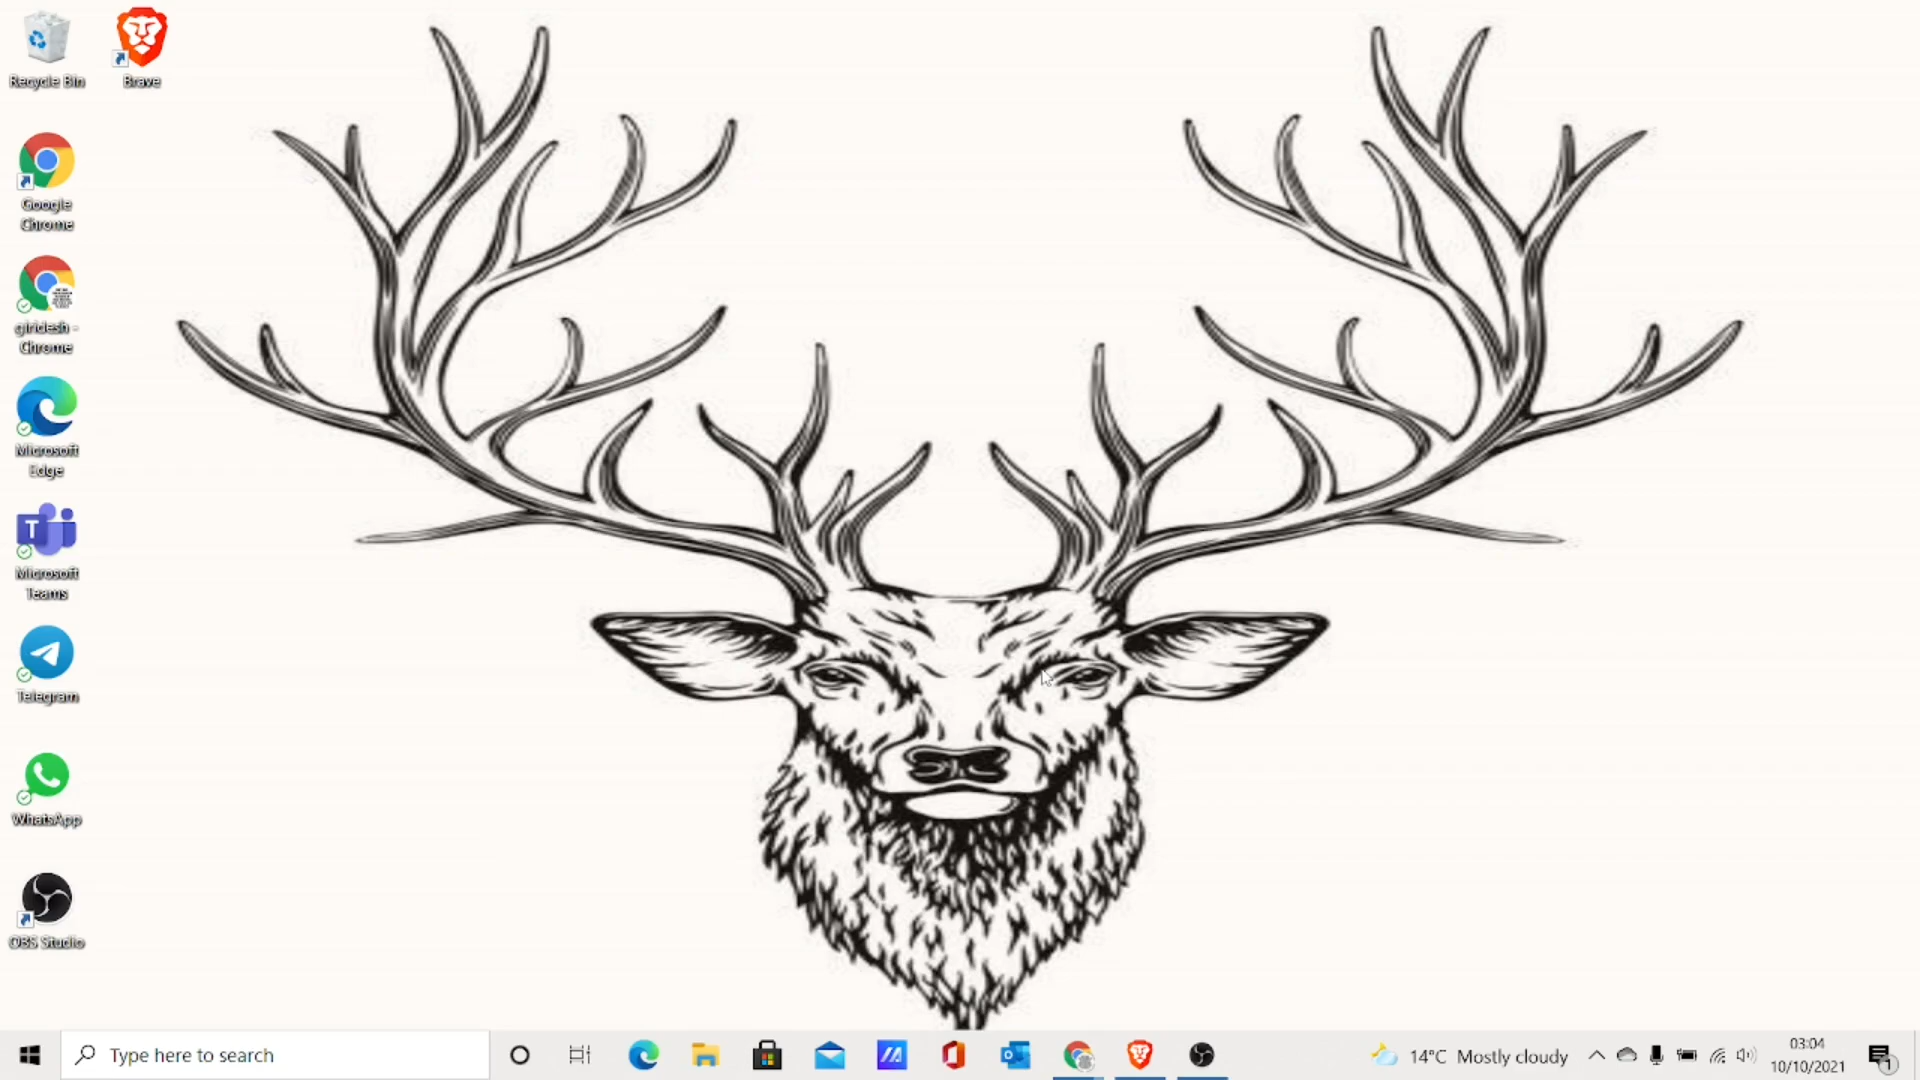 Recycle Bin
Brave
Google
Chrome
giridesh -
Chrome
Microsoft
Edge
T
Microsoft
Teams
Telegram
WhatsApp
OBS Studio
Type here to search
14°C Mostly cloudy
03:04
10/10/2021
1